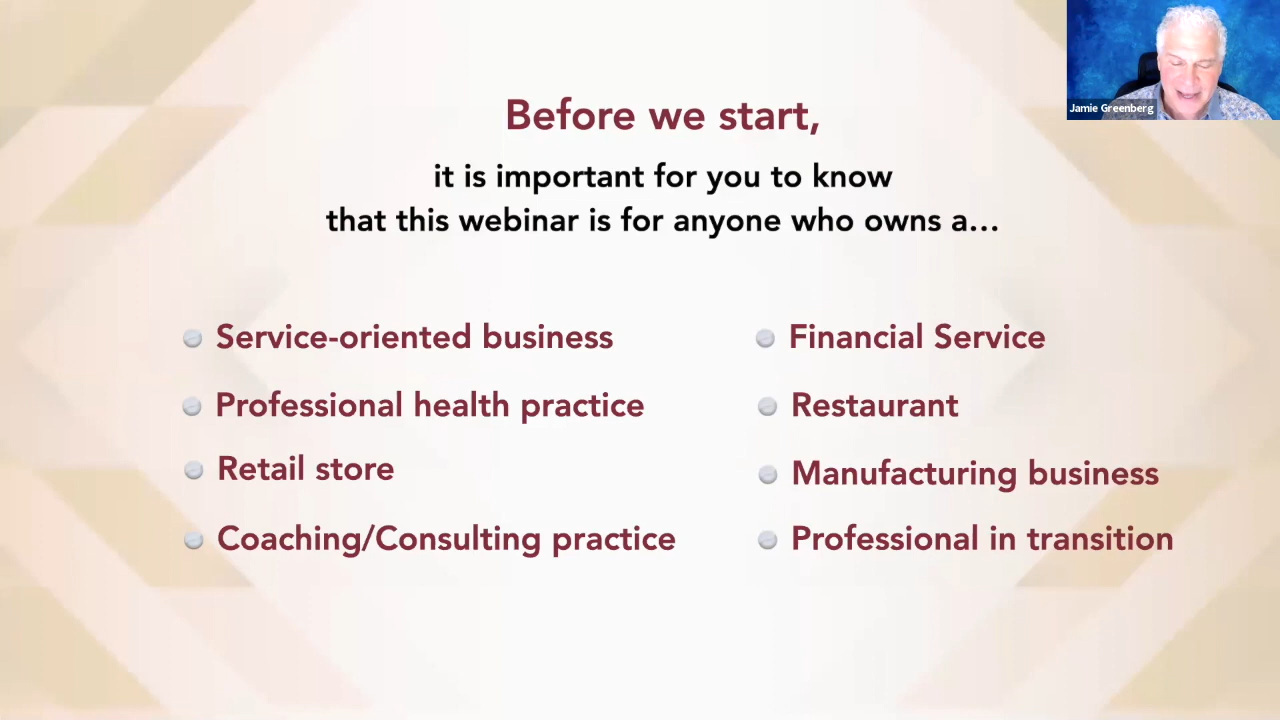 Jamie Greenberg
Before we start,
it is important for you to know
that this webinar is for anyone who owns a...
Service-oriented business
Professional health practice
Retail store
Coaching/Consulting practice
Financial Service
Restaurant
Manufacturing business
Professional in transition